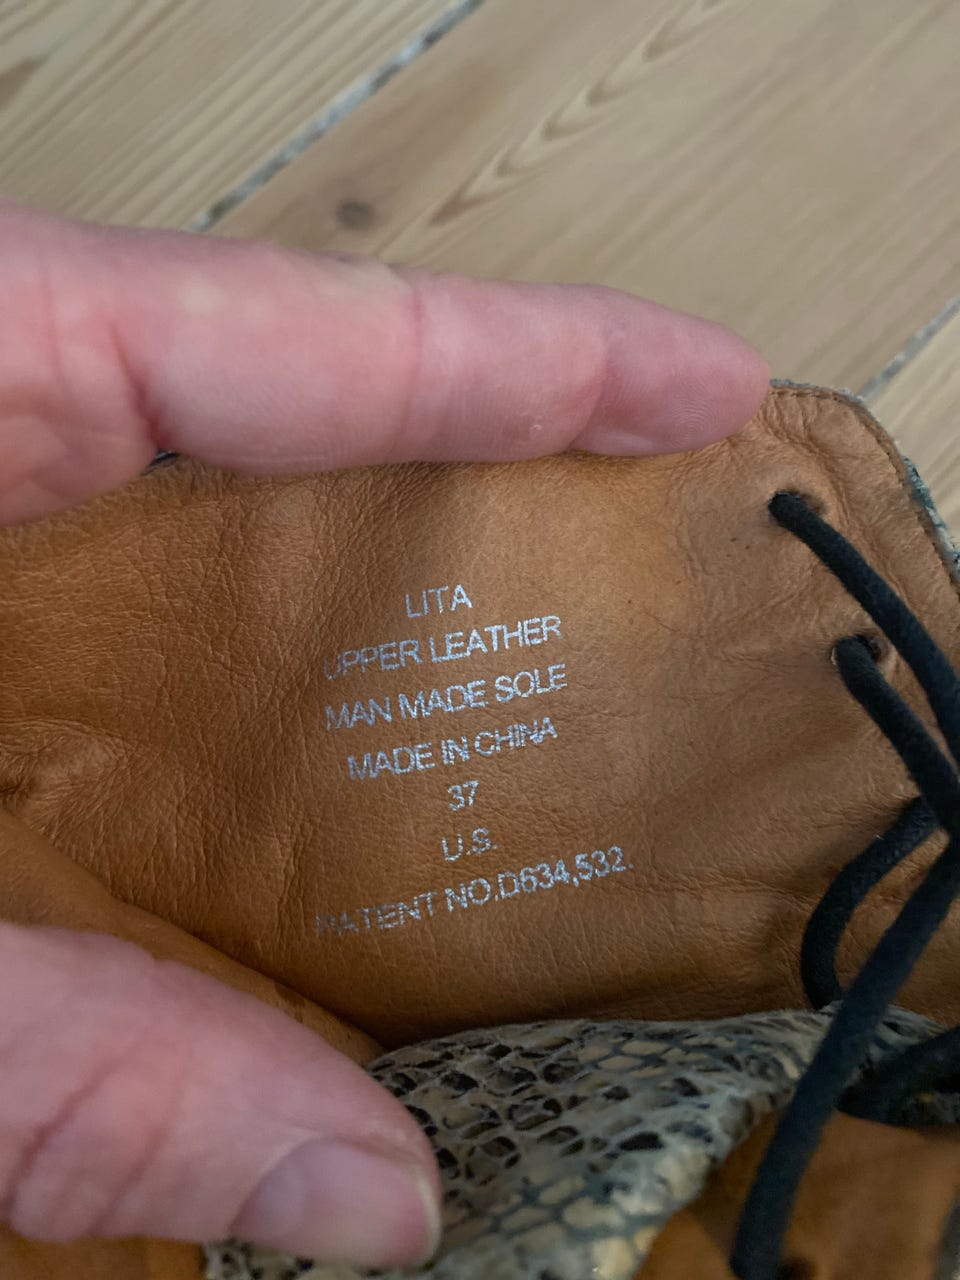 LITA
UPPER LEATHER
MAN MADE SOLE
MADE IN CHINA
37
U.S.
PATENT NO.D634,532.